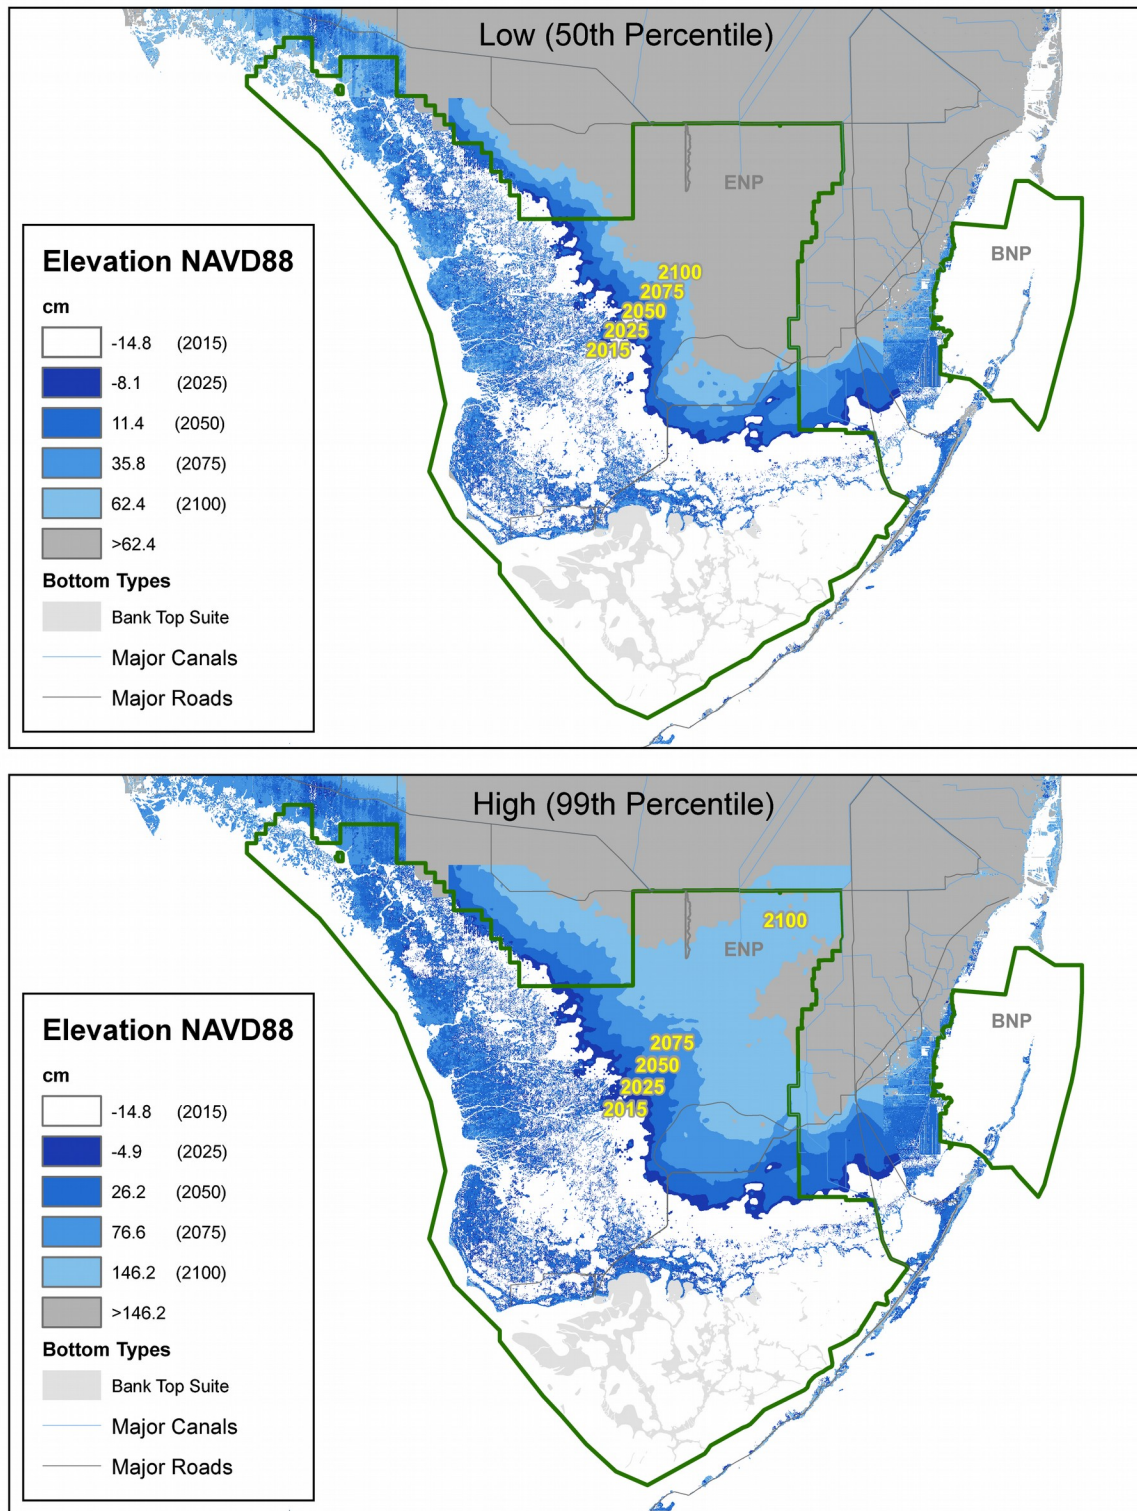 Low (50th Percentile)
ENP
BNP
2100
2075
2050
2025
2015
Elevation NAVD88
cm
-14.8 (2015)
-8.1 (2025)
11.4 (2050)
35.8 (2075)
62.4 (2100)
>62.4
Bottom Types
Bank Top Suite
Major Canals
Major Roads
High (99th Percentile)
2100
ENP
BNP
2075
2050
2025
2015
Elevation NAVD88
cm
-14.8 (2015)
-4.9 (2025)
26.2 (2050)
76.6 (2075)
146.2 (2100)
>146.2
Bottom Types
Bank Top Suite
Major Canals
Major Roads